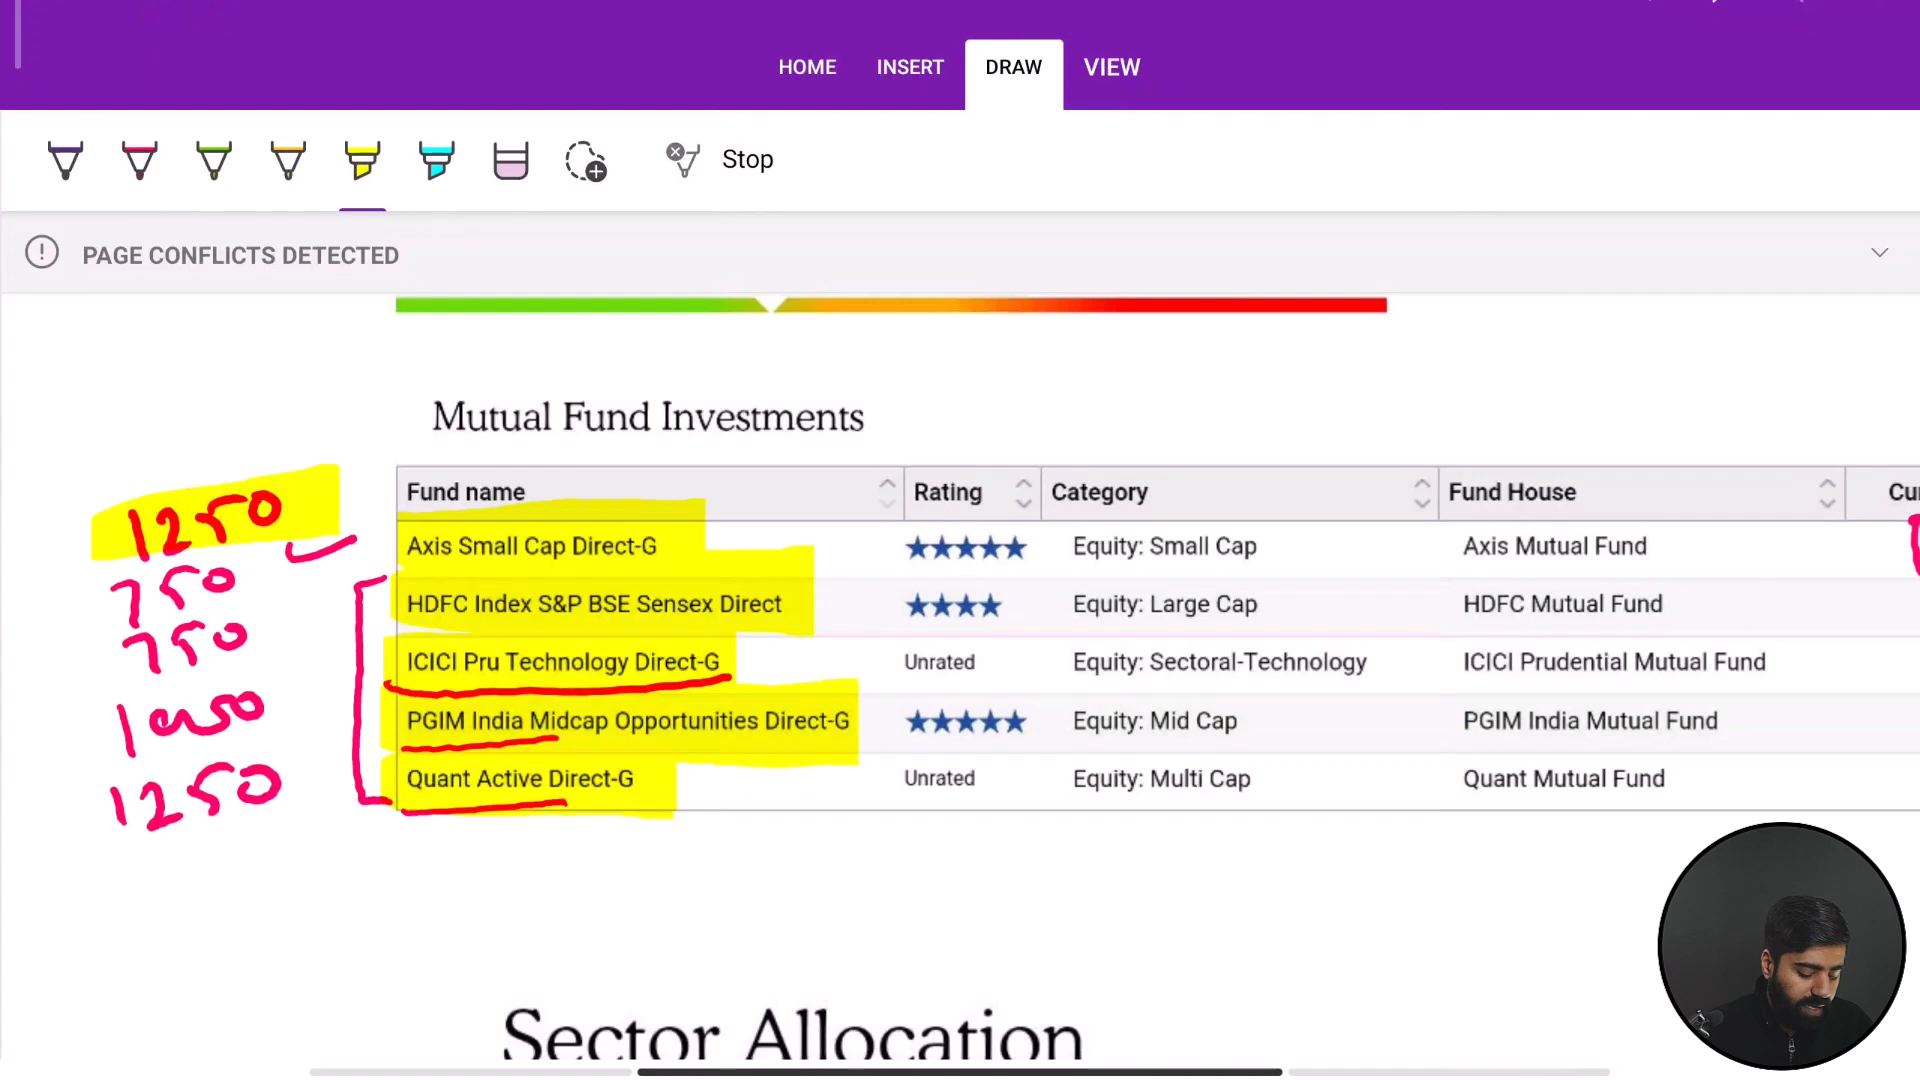 HOME INSERT DRAW VIEW
Stop
PAGE CONFLICTS DETECTED
Mutual Fund Investments
Fund name Rating Category Fund House Cu
1250
Axis Small Cap Direct-G Equity: Small Cap Axis Mutual Fund
750
HDFC Index S&P BSE Sensex Direct Equity: Large Cap HDFC Mutual Fund
750
ICICI Pru Technology Direct-G Unrated Equity: Sectoral-Technology ICICI Prudential Mutual Fund
PGIM India Midcap Opportunities Direct-G Equity: Mid Cap PGIM India Mutual Fund
1250
Quant Active Direct-G Unrated Equity: Multi Cap Quant Mutual Fund
Sector Allocation